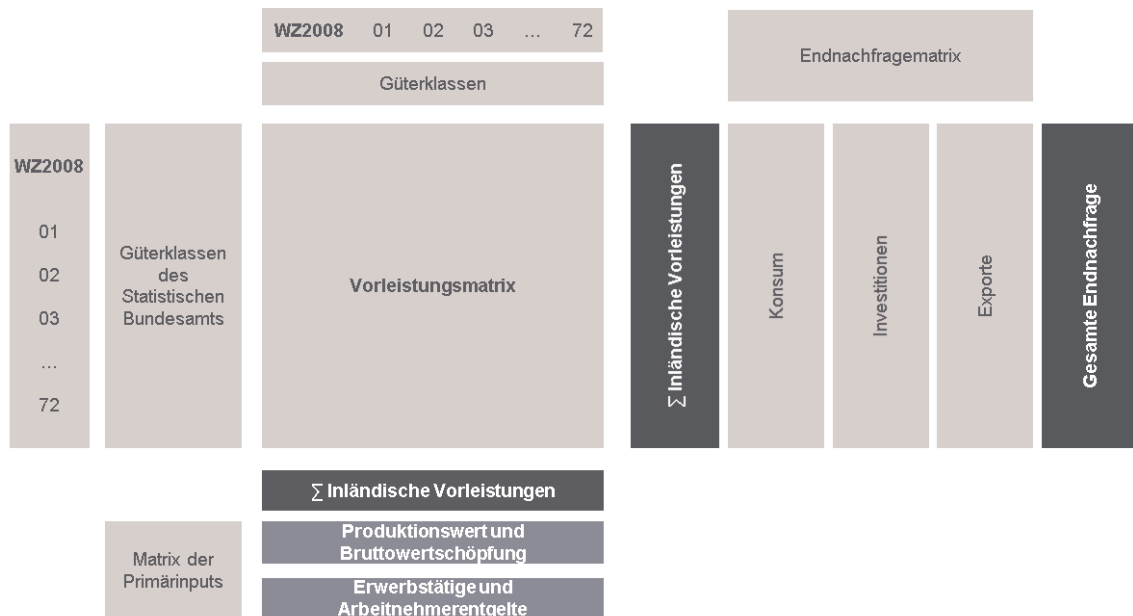 WZ2008 01 02 03 ... 72
Güterklassen
Endnachfragematrix
WZ2008
01
02
03
...
72
Güterklassen
des
Statistischen
Bundesamts
Vorleistungsmatrix
∑ Inländische Vorleistungen
Konsum
Investitionen
Exporte
Gesamte Endnachfrage
∑ Inländische Vorleistungen
Matrix der
Primärinputs
Produktionswert und
Bruttowertschöpfung
Erwerbstätige und
Arbeitnehmerentgelte